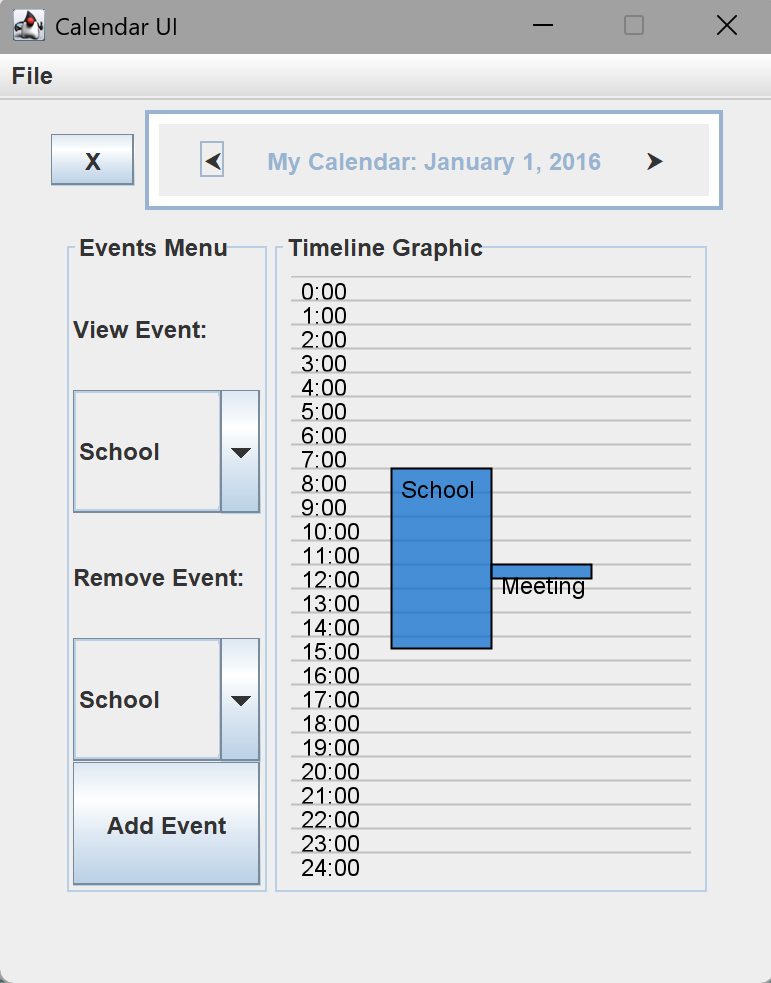 Calendar UI
File
X
My Calendar: January 1, 2016
Events Menu
View Event:
School
Remove Event:
School
Add Event
Timeline Graphic
0:00
1:00
2:00
3:00
4:00
5:00
6:00
7:00
8:00
9:00
10:00
11:00
12:00
13:00
14:00
15:00
16:00
17:00
18:00
19:00
20:00
21:00
22:00
23:00
24:00
School
Meeting